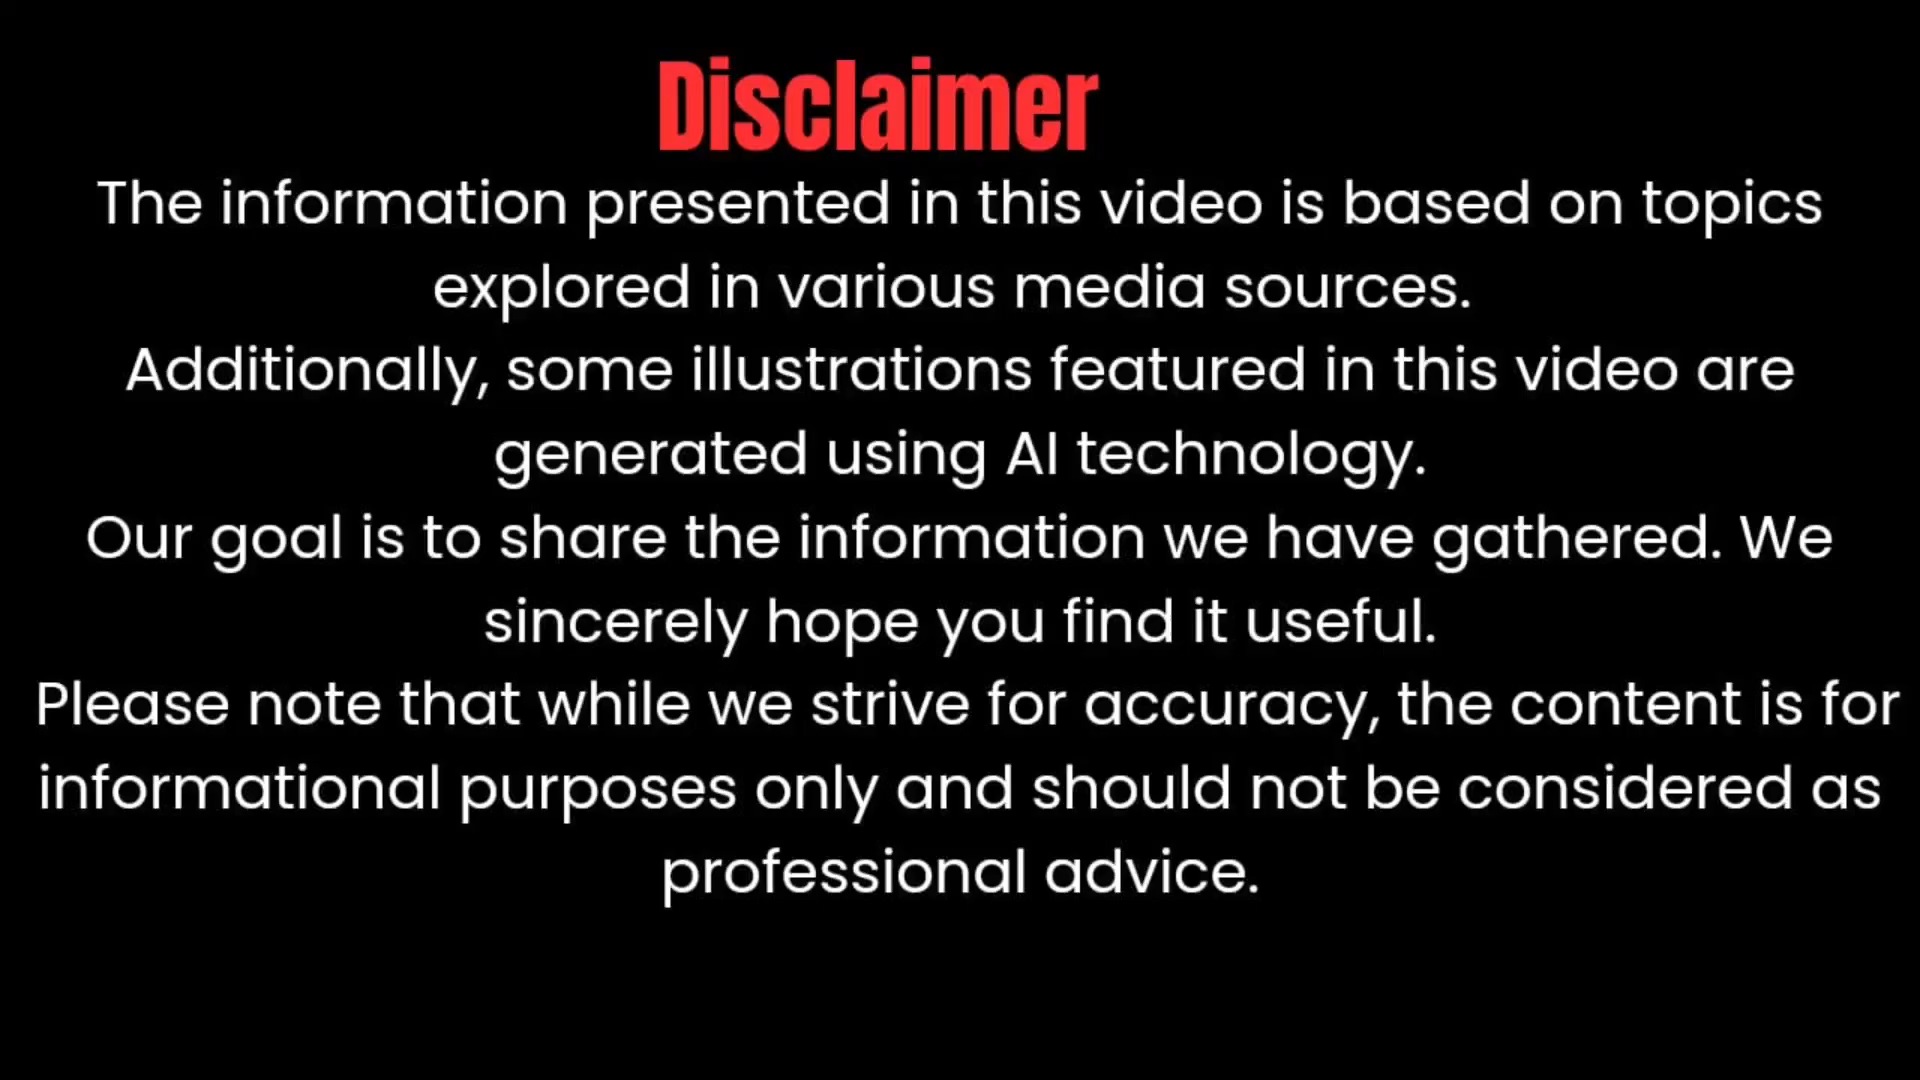 Disclaimer
The information presented in this video is based on topics
explored in various media sources.
Additionally, some illustrations featured in this video are
generated using AI technology.
Our goal is to share the information we have gathered. We
sincerely hope you find it useful.
Please note that while we strive for accuracy, the content is for
informational purposes only and should not be considered as
professional advice.